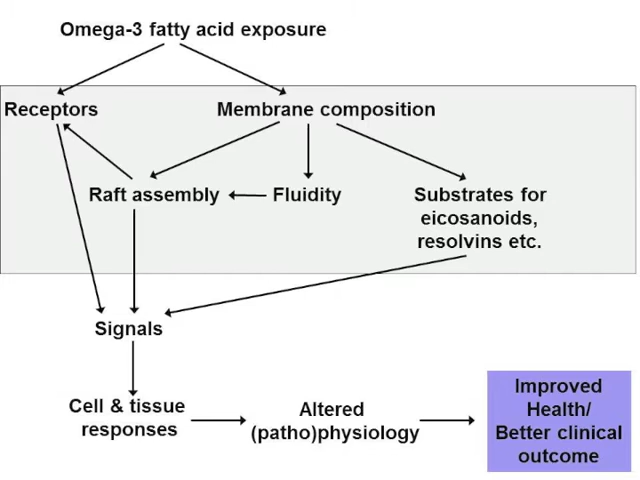 Omega-3 fatty acid exposure
Receptors
Membrane composition
Raft assembly
Fluidity
Substrates for
eicosanoids,
resolvins etc.
Signals
Cell & tissue
responses
Altered
(patho)physiology
Improved
Health/
Better clinical
outcome